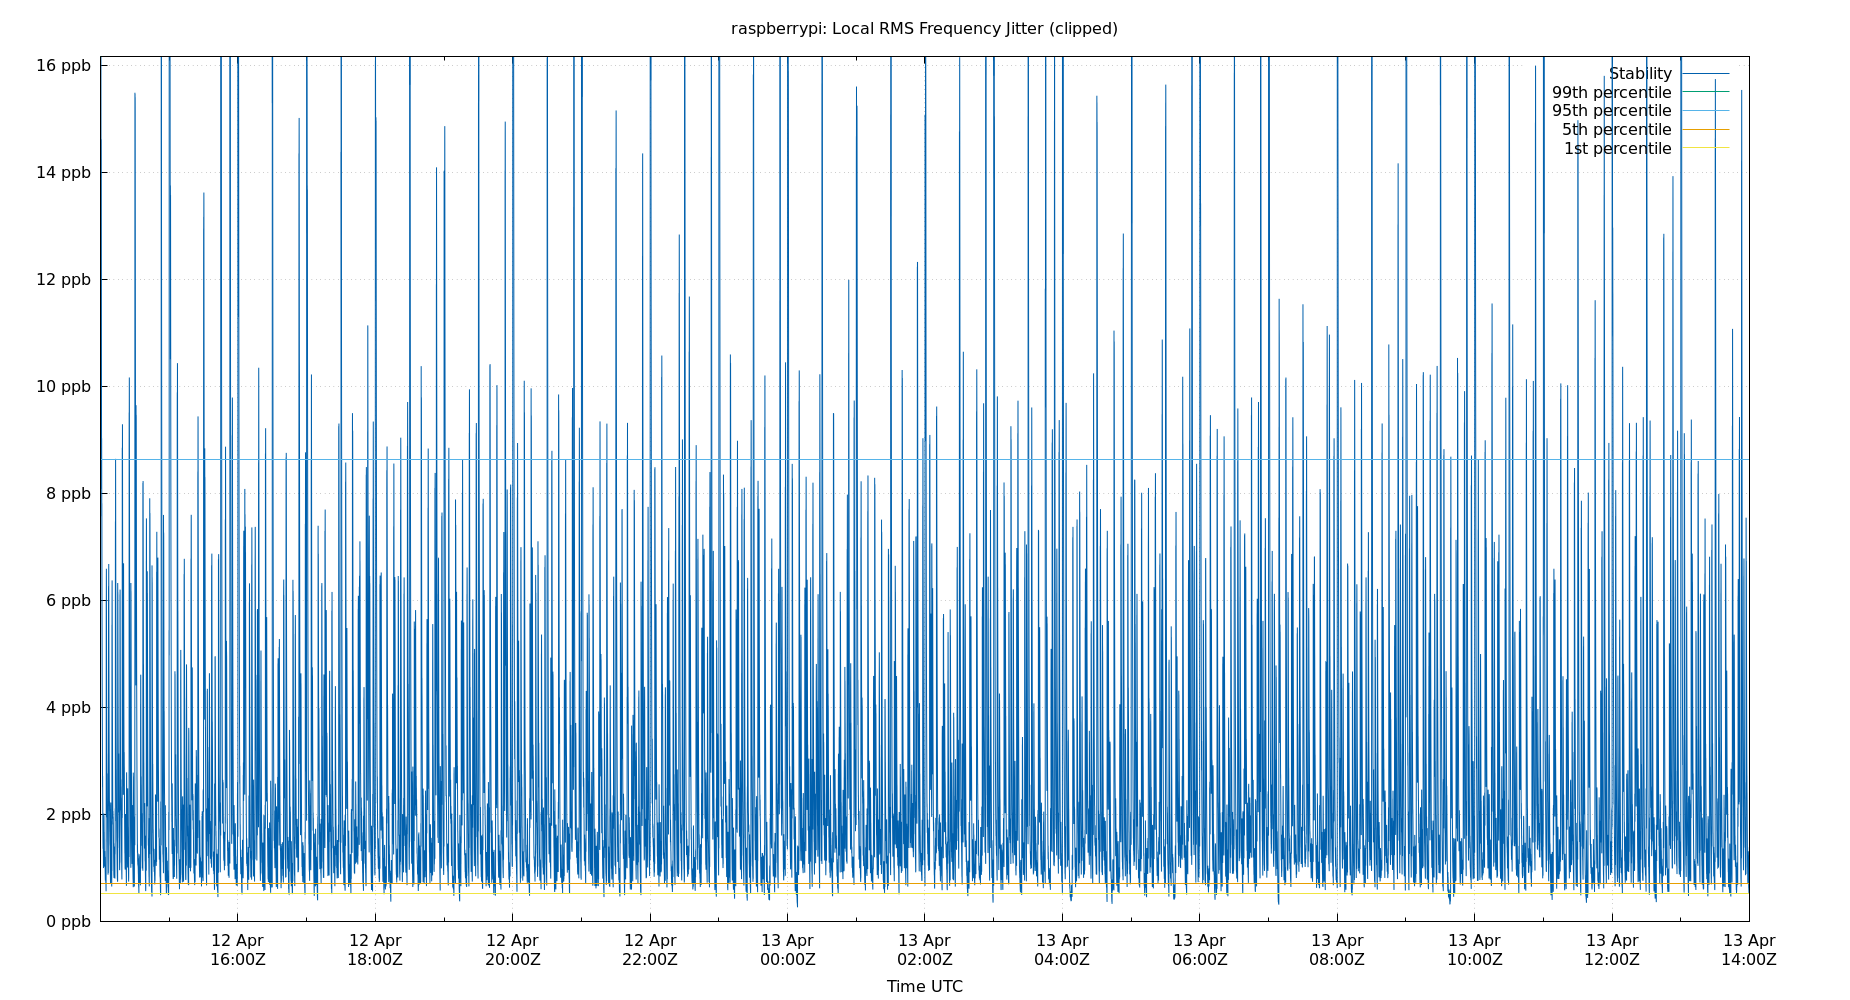 raspberrypi: Local RMS Frequency Jitter (clipped)
16 ppb
14 ppb
12 ppb
10 ppb
8 ppb
6 ppb
4 ppb
2 ppb
0 ppb
Stability
99th percentile
95th percentile
5th percentile
1st percentile
12 Apr
16:00Z
12 Apr
18:00Z
12 Apr
20:00Z
12 Apr
22:00Z
13 Apr
00:00Z
13 Apr
02:00Z
13 Apr
04:00Z
13 Apr
06:00Z
13 Apr
08:00Z
13 Apr
10:00Z
13 Apr
12:00Z
13 Apr
14:00Z
Time UTC